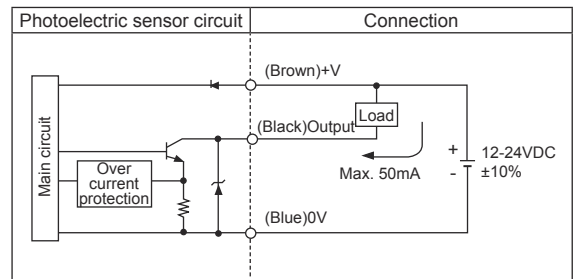 Photoelectric sensor circuit
Connection
(Brown)+V
Load
(Black)Output
Main circuit
Over
current
protection
Max. 50mA
+
-
12-24VDC
±10%
(Blue)0V